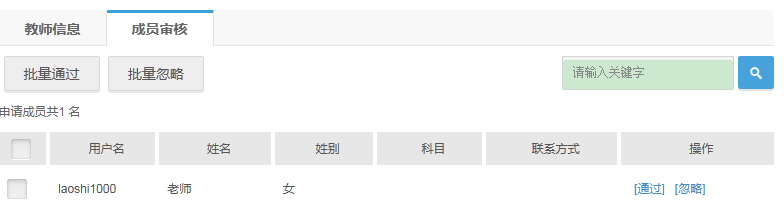 教师信息 成员审核
批量通过 批量忽略 请输入关键字
申请成员共1 名
用户名 姓名 姓别 科目 联系方式 操作
laoshi1000 老师 女 [通过] [忽略]